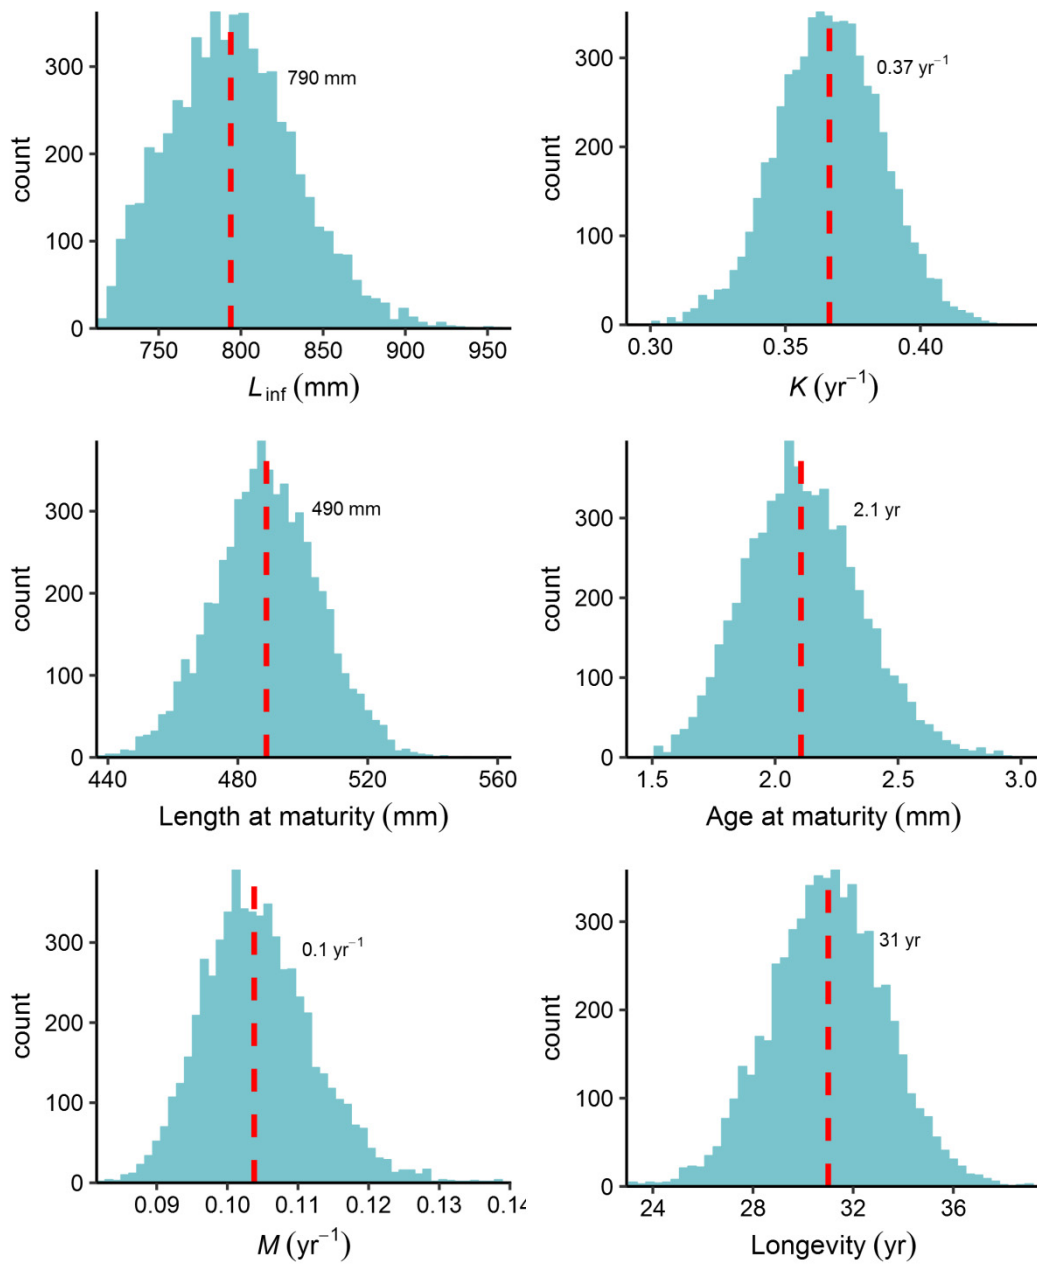 300
200
100
0
count
790 mm
750 800 850 900 950
L_inf (mm)
300
200
100
0
count
0.37 yr⁻¹
0.30 0.35 0.40
K (yr⁻¹)
300
200
100
0
count
490 mm
440 480 520 560
Length at maturity (mm)
300
200
100
0
count
2.1 yr
1.5 2.0 2.5 3.0
Age at maturity (mm)
300
200
100
0
count
0.1 yr⁻¹
0.09 0.10 0.11 0.12 0.13 0.14
M (yr⁻¹)
300
200
100
0
count
31 yr
24 28 32 36
Longevity (yr)